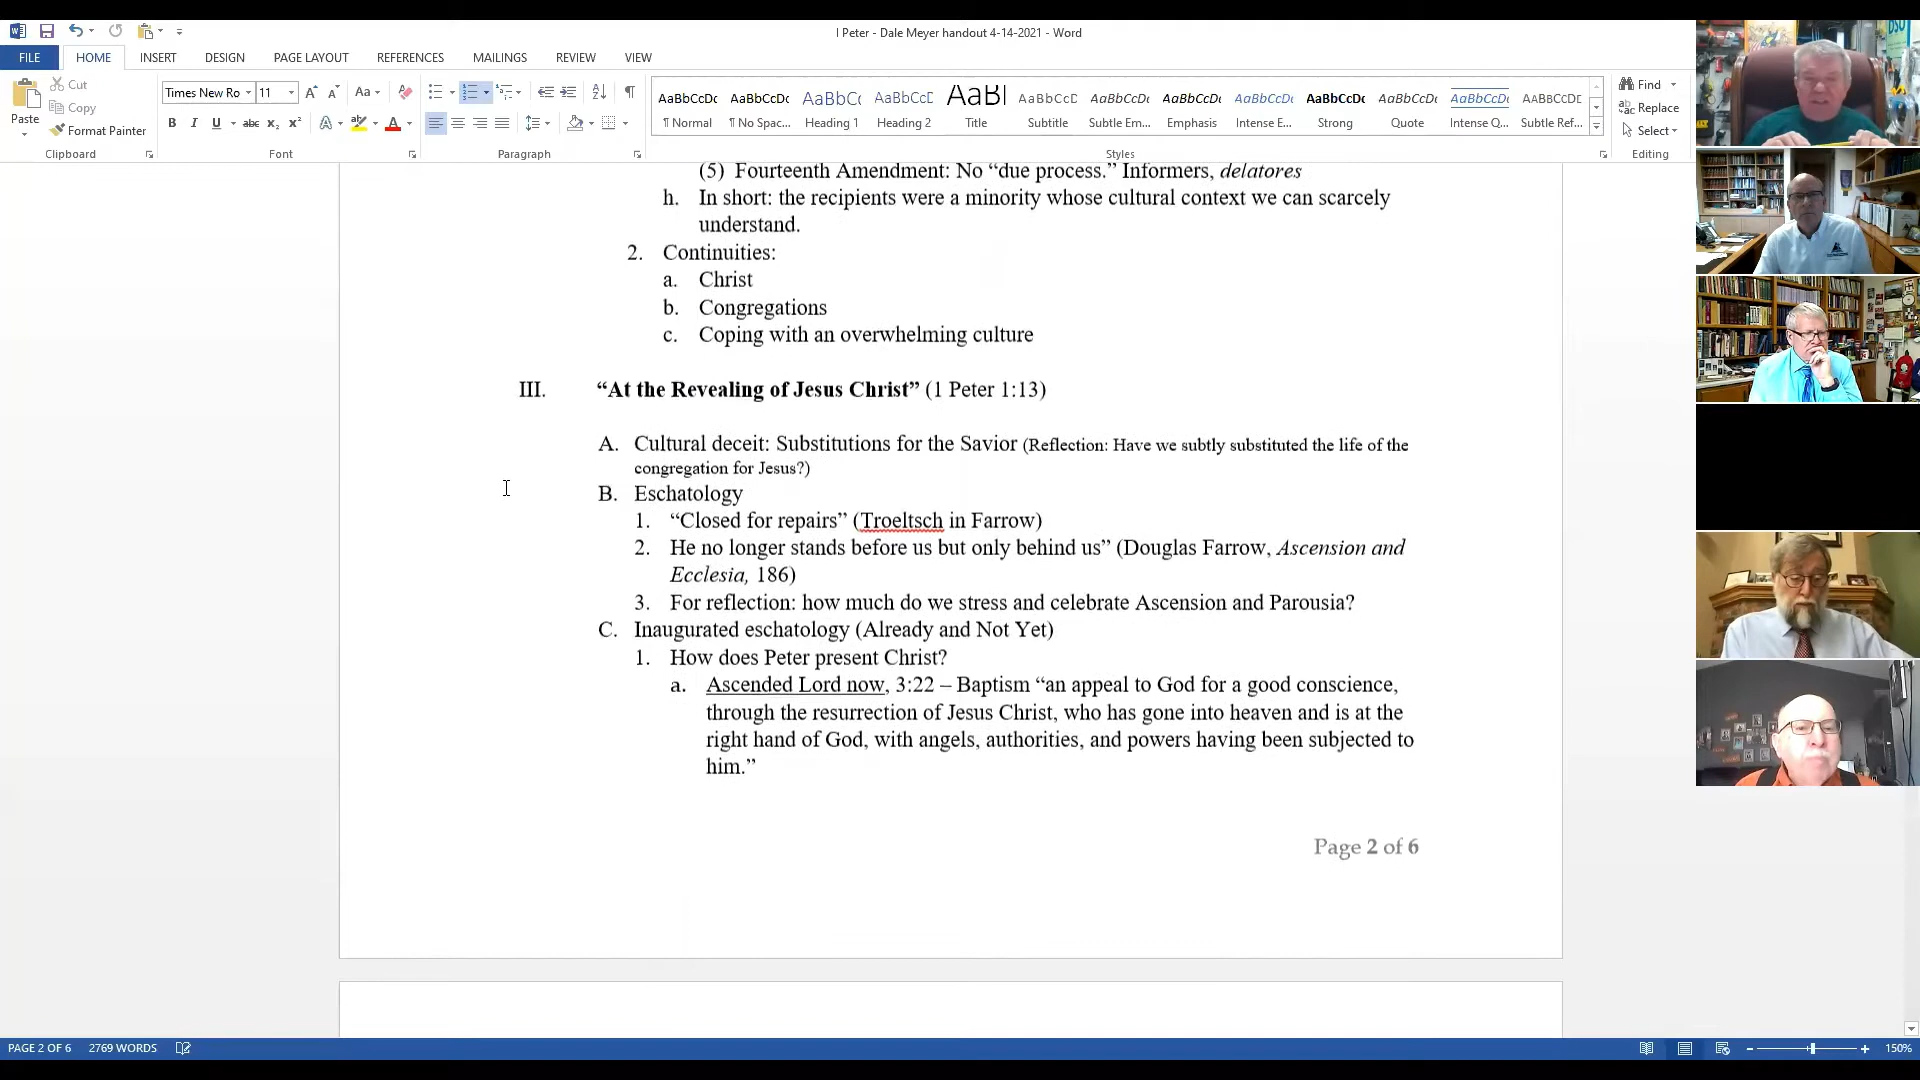 I Peter - Dale Meyer handout 4-14-2021 - Word
FILE HOME INSERT DESIGN PAGE LAYOUT REFERENCES MAILINGS REVIEW VIEW
Paste
Cut
Copy
Format Painter
Clipboard
Times New Ro 11
Font
Paragraph
AaBbCcDc AaBbCcDc AaBbC( AaBbCcD AaB| AaBbCcD AaBbCcDc AaBbCcDc AaBbCcDc AaBbCcDc AaBbCcDc AaBbCcDc AaBbCcDc
¶ Normal ¶ No Spac... Heading 1 Heading 2 Title Subtitle Subtle Em... Emphasis Intense E... Strong Quote Intense Q... Subtle Ref...
Styles
Find
Replace
Select
Editing
(5) Fourteenth Amendment: No “due process.” Informers, delatores
h. In short: the recipients were a minority whose cultural context we can scarcely
understand.
2. Continuities:
a. Christ
b. Congregations
c. Coping with an overwhelming culture
III. “At the Revealing of Jesus Christ” (1 Peter 1:13)
A. Cultural deceit: Substitutions for the Savior (Reflection: Have we subtly substituted the life of the
congregation for Jesus?)
B. Eschatology
1. “Closed for repairs” (Troeltsch in Farrow)
2. He no longer stands before us but only behind us” (Douglas Farrow, Ascension and
Ecclesia, 186)
3. For reflection: how much do we stress and celebrate Ascension and Parousia?
C. Inaugurated eschatology (Already and Not Yet)
1. How does Peter present Christ?
a. Ascended Lord now, 3:22 – Baptism “an appeal to God for a good conscience,
through the resurrection of Jesus Christ, who has gone into heaven and is at the
right hand of God, with angels, authorities, and powers having been subjected to
him.”
Page 2 of 6
PAGE 2 OF 6 2769 WORDS
150%